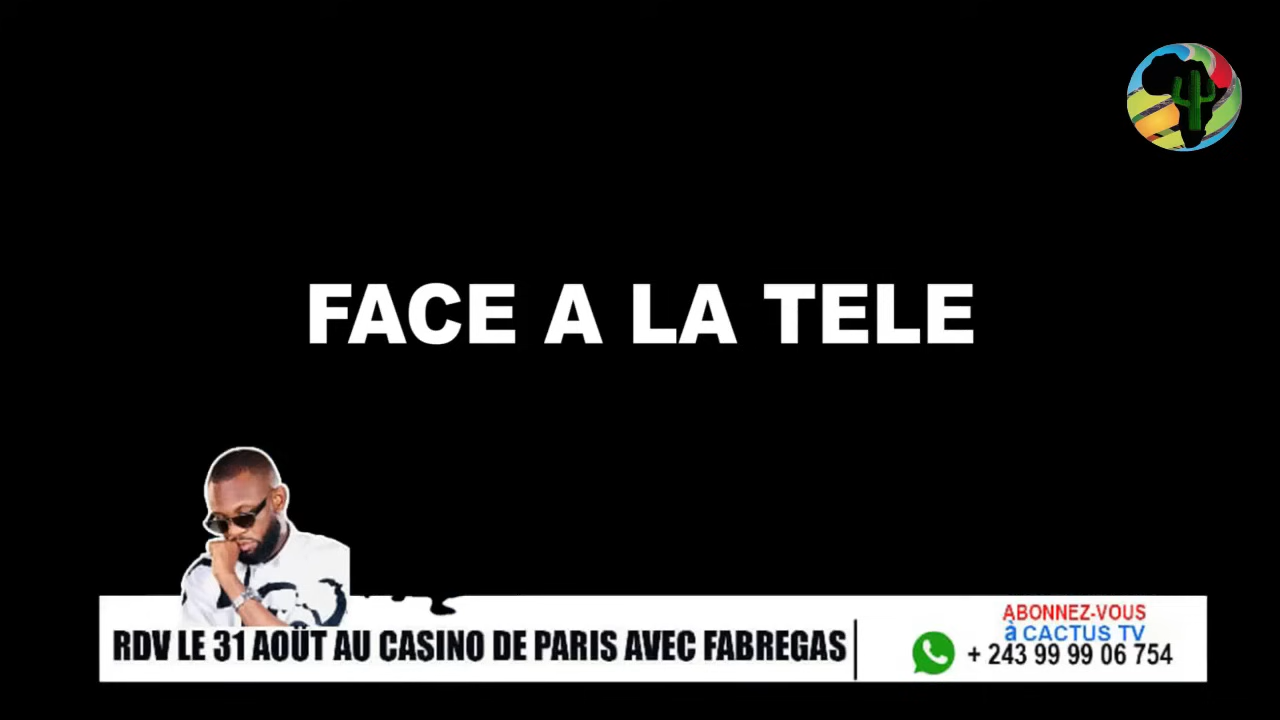 FACE A LA TELE
RDV LE 31 AOÜT AU CASINO DE PARIS AVEC FABREGAS
ABONNEZ-VOUS
à CACTUS TV
+ 243 99 99 06 754